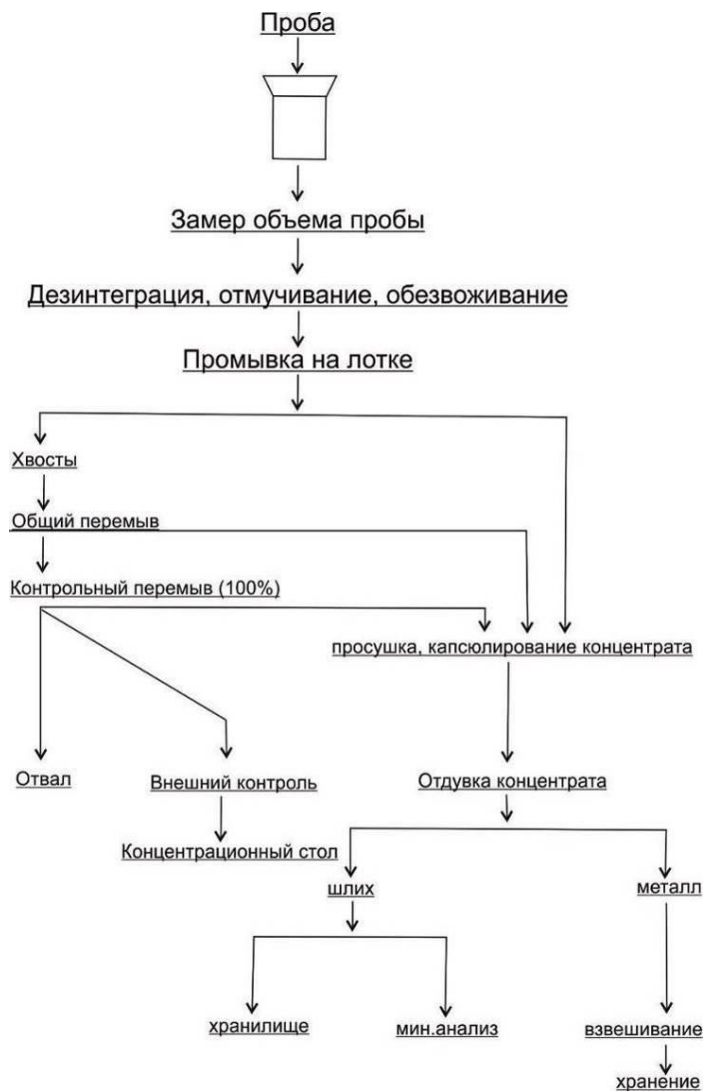 Проба
Замер объема пробы
Дезинтеграция, отмучивание, обезвоживание
Промывка на лотке
Хвосты
Общий перемыв
Контрольный перемыв (100%)
просушка, капсюлирование концентрата
Отвал
Внешний контроль
Отдувка концентрата
Концентрационный стол
шлих
металл
хранилище
мин.анализ
взвешивание
хранение